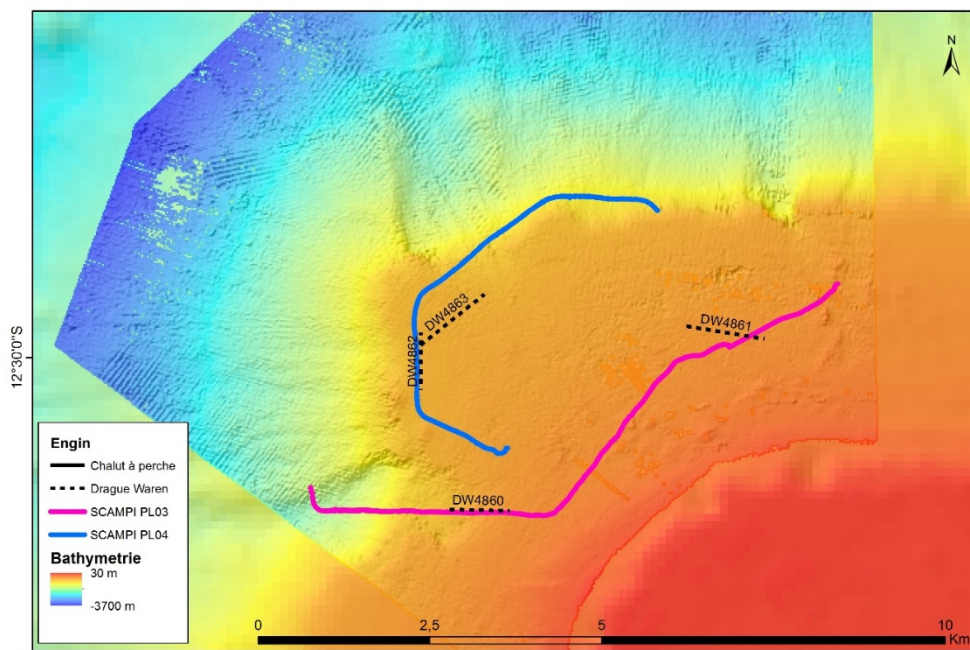 N
DW4863
DW4861
DW4862
12°30'0"S
DW4860
Engin
Chalut à perche
Drague Waren
SCAMPI PL03
SCAMPI PL04
Bathymetrie
30 m
-3700 m
0 2,5 5 10
Km